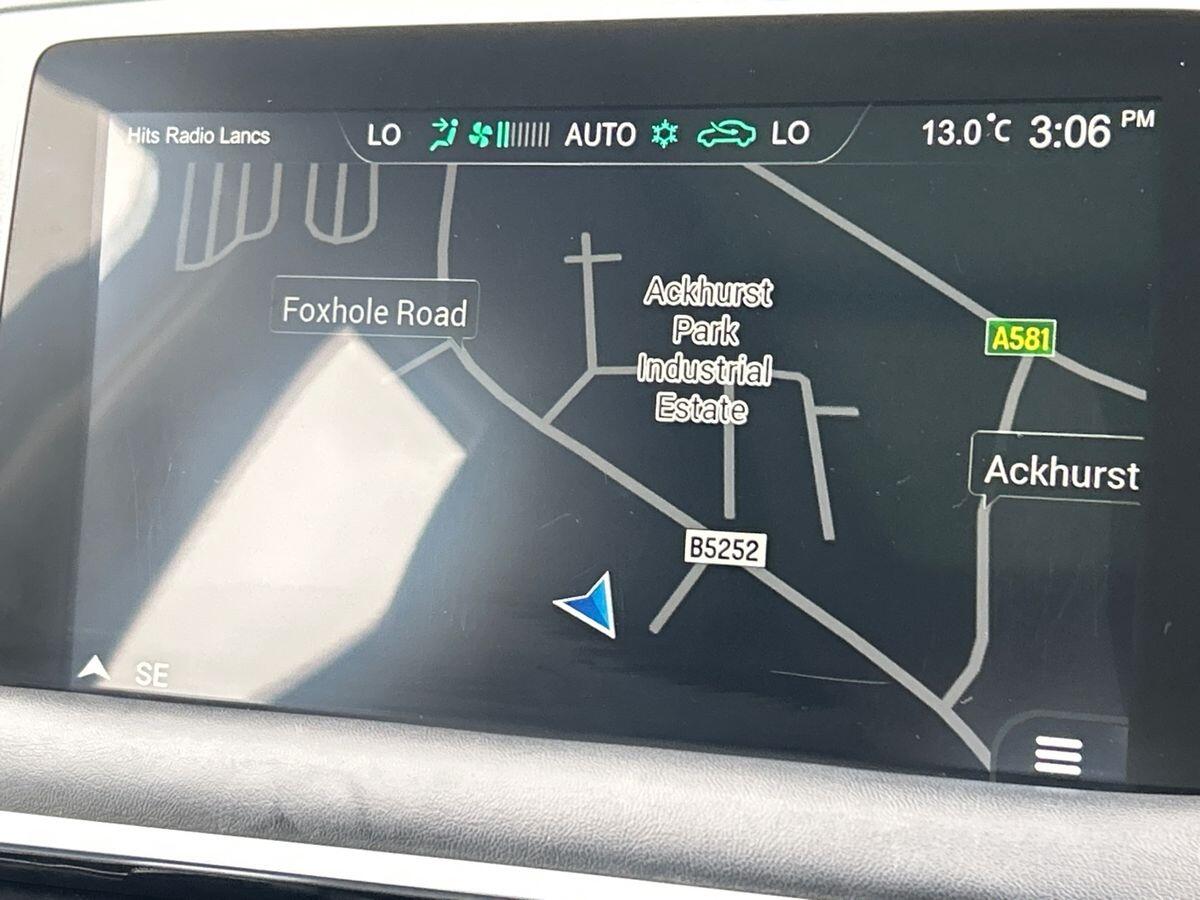 Hits Radio Lancs
LO
AUTO
LO
13.0°C 3:06 PM
Foxhole Road
Ackhurst
Park
Industrial
Estate
A581
Ackhurst
B5252
SE